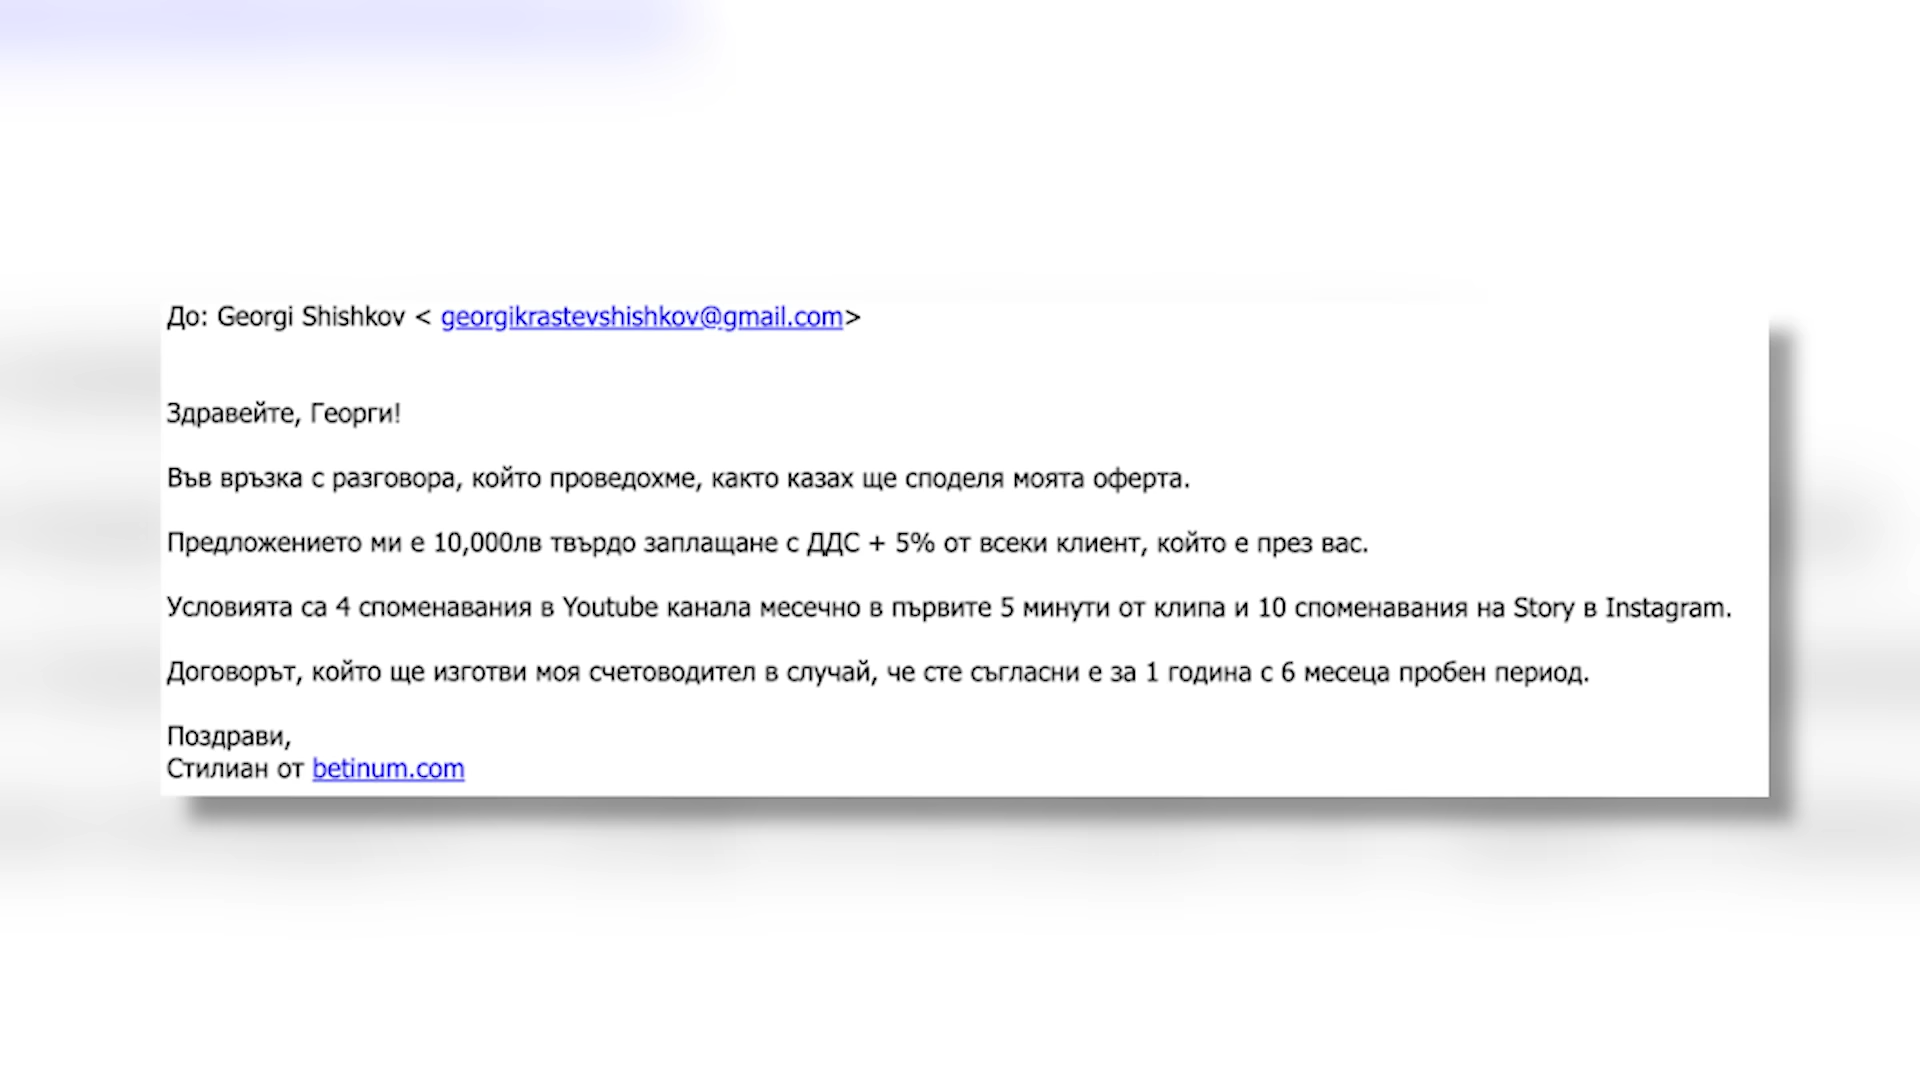 До: Georgi Shishkov < georgikrastevshishkov@gmail.com>
Здравейте, Георги!
Във връзка с разговора, който проведохме, както казах ще споделя моята оферта.
Предложението ми е 10,000лв твърдо заплащане с ДДС + 5% от всеки клиент, който е през вас.
Условията са 4 споменавания в Youtube канала месечно в първите 5 минути от клипа и 10 споменавания на Story в Instagram.
Договорът, който ще изготви моя счетоводител в случай, че сте съгласни е за 1 година с 6 месеца пробен период.
Поздрави,
Стилиан от betinum.com